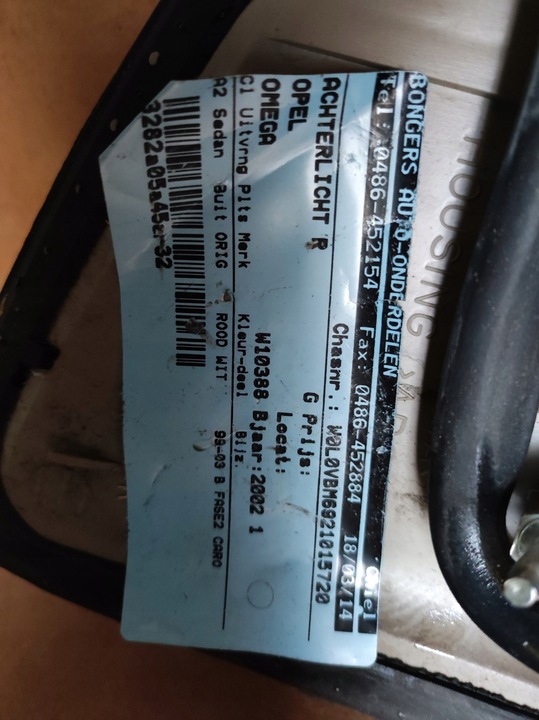 BONGERS AUTO-ONDERDELEN
Tel: 0486-452154 Fax: 0486-452884 18/03/14
Chasnr.: W0L0VBM6921015720
ACHTERLICHT R G Prijs:
OPEL Locat:
OMEGA W10388 Bjaar:2002 1
C1 Uitvrng Plts Merk Kleur-deel Bijz.
A2 Sedan Buit ORIG ROOD WIT 99-03 B FASE2 CARO
HOUSING